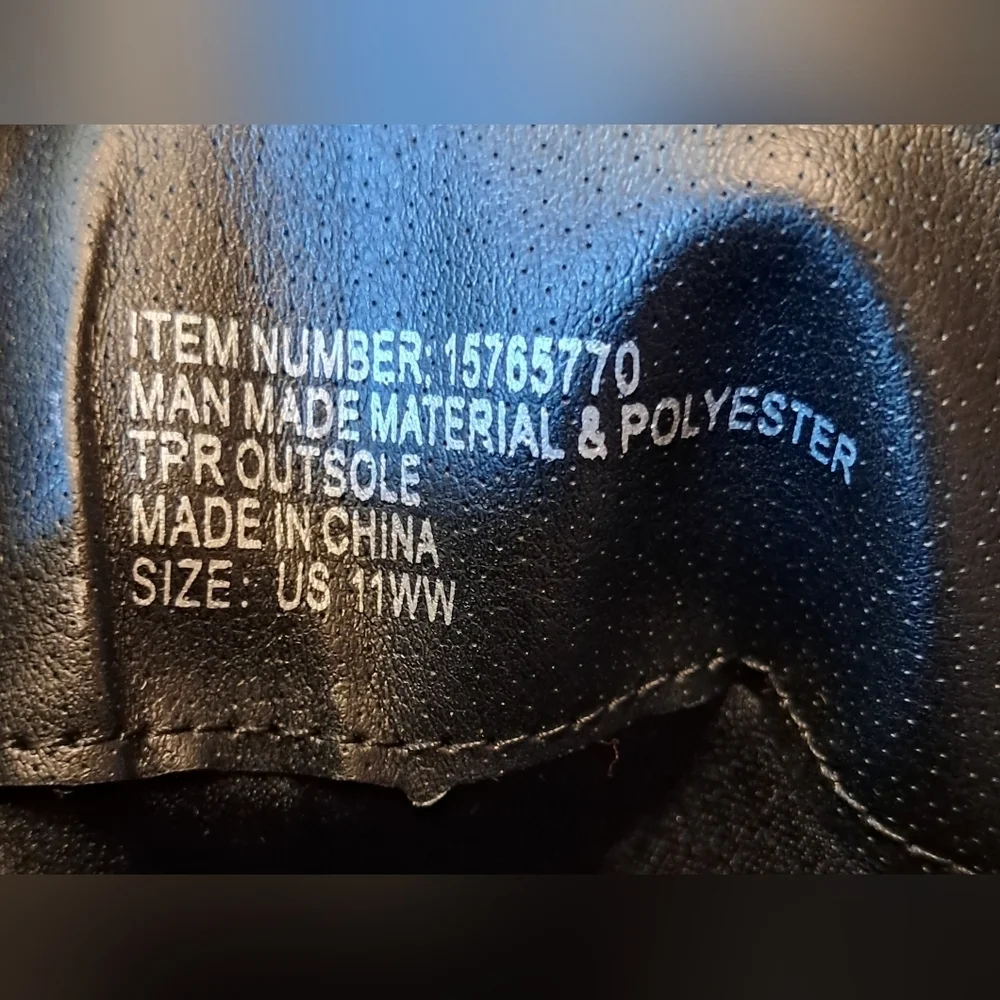 ITEM NUMBER: 15765770
MAN MADE MATERIAL & POLYESTER
TPR OUTSOLE
MADE IN CHINA
SIZE: US 11WW